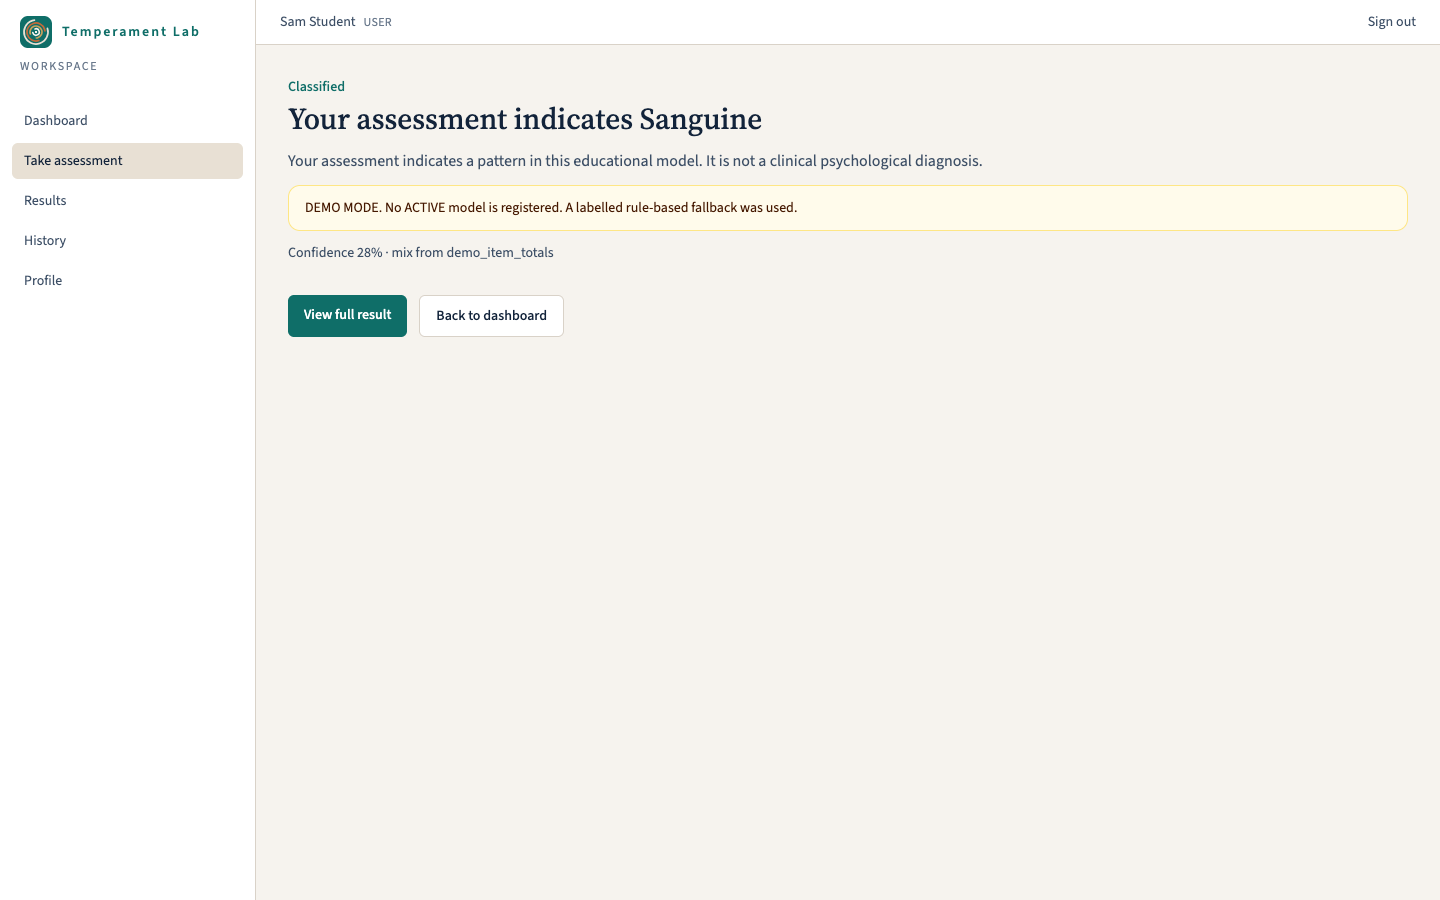 Temperament Lab
WORKSPACE
Dashboard
Take assessment
Results
History
Profile
Sam Student USER
Sign out
Classified
Your assessment indicates Sanguine
Your assessment indicates a pattern in this educational model. It is not a clinical psychological diagnosis.
DEMO MODE. No ACTIVE model is registered. A labelled rule-based fallback was used.
Confidence 28% · mix from demo_item_totals
View full result
Back to dashboard